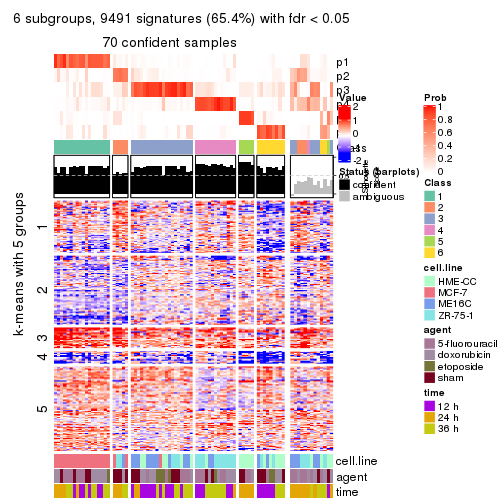 6 subgroups, 9491 signatures (65.4%) with fdr < 0.05
70 confident samples
p1
p2
p3
Value
2
1
0
-1
-2
Status (barplots)
confident
ambiguous
k-means with 5 groups
1
2
3
4
5
cell.line
agent
time
Prob
1
0.8
0.6
0.4
0.2
0
Class
1
2
3
4
5
6
cell.line
HME-CC
MCF-7
ME16C
ZR-75-1
agent
5-fluorouracil
doxorubicin
etoposide
sham
time
12 h
24 h
36 h